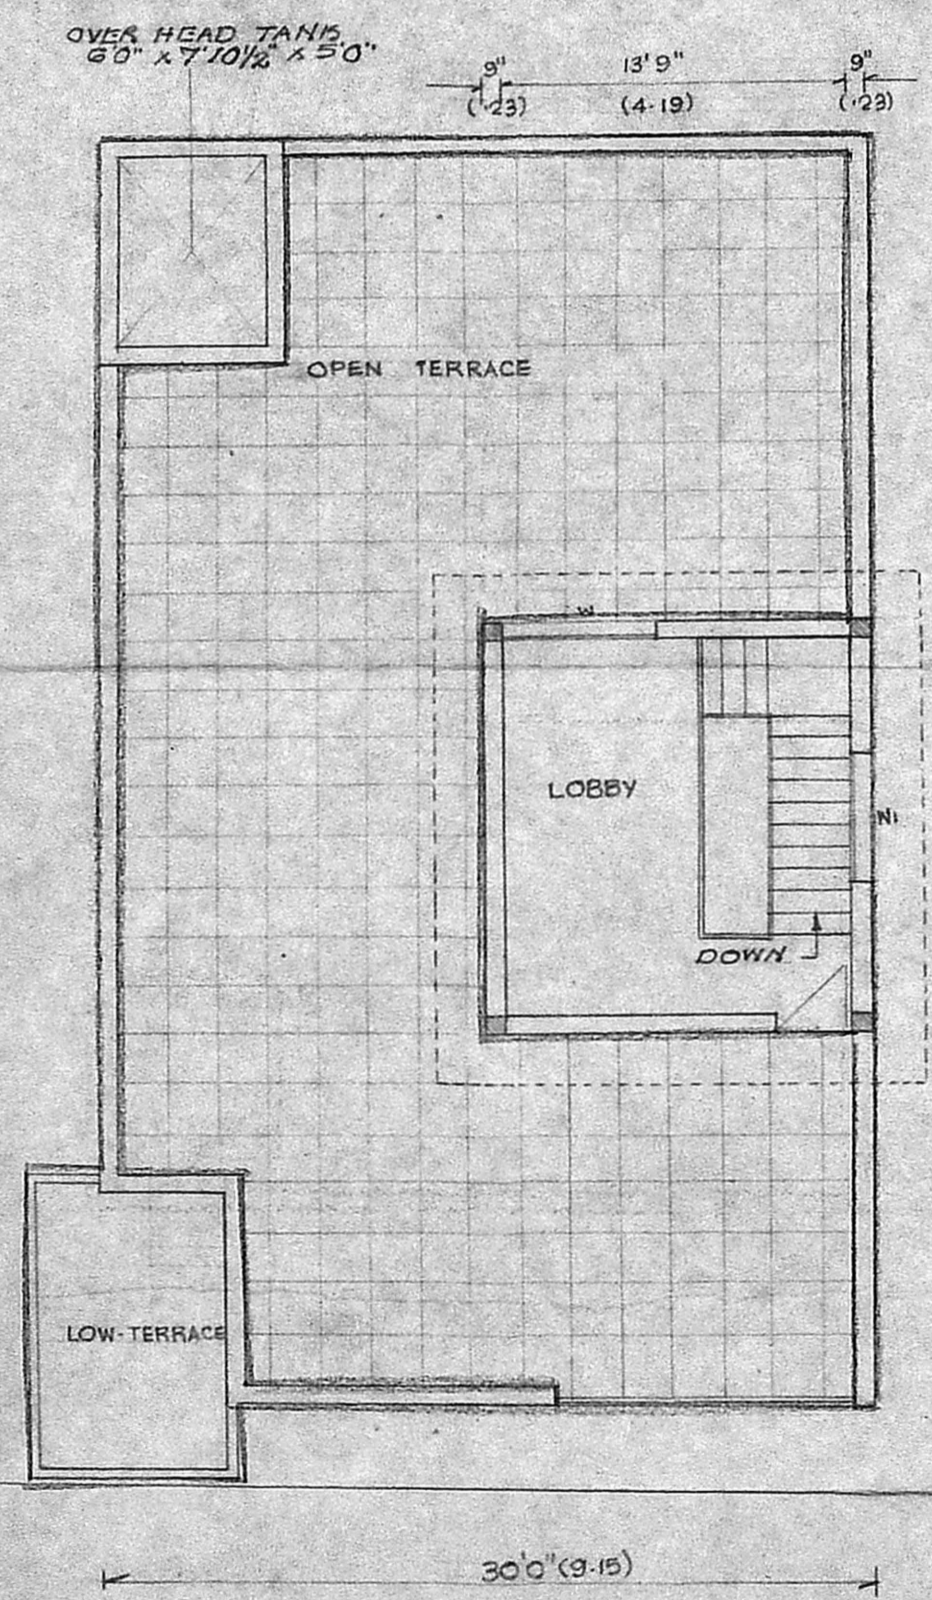 OVER HEAD TANK
6'0" x 7'10½" x 5'0"
9" 13'9" 9"
(·23) (4·19) (·23)
OPEN TERRACE
W
LOBBY
W1
DOWN
LOW-TERRACE
30'0"(9·15)